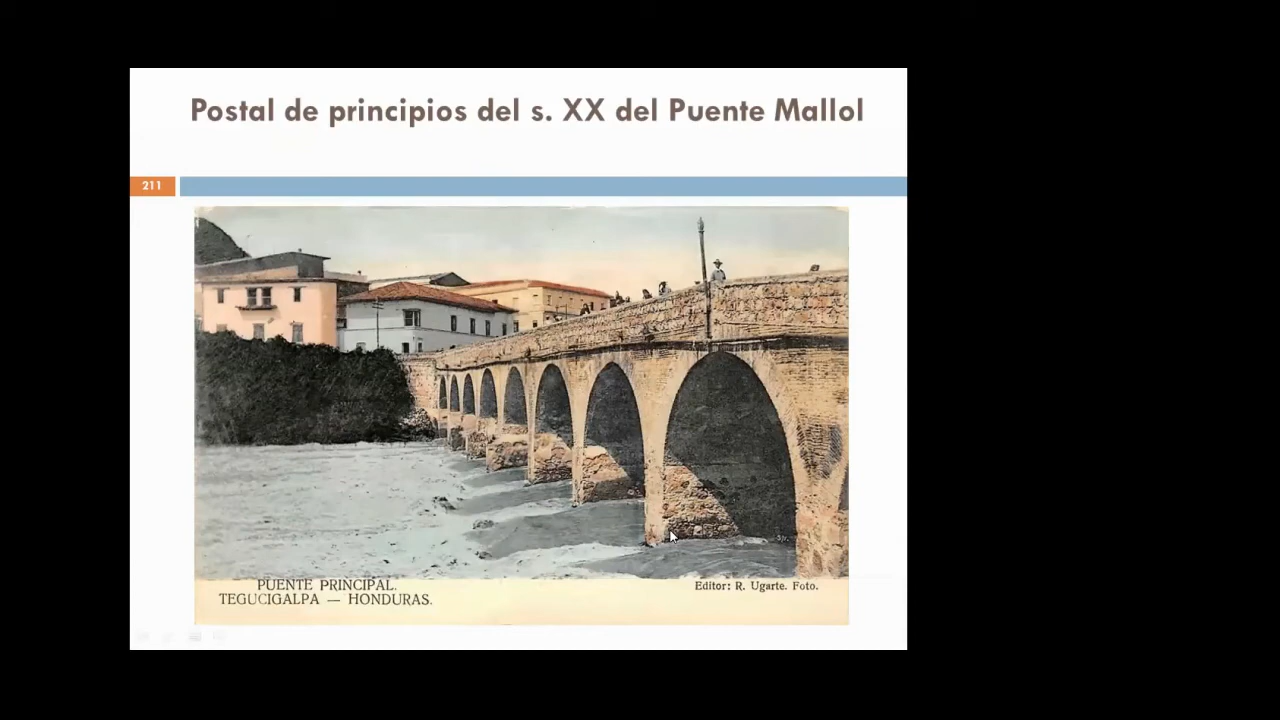 Postal de principios del s. XX del Puente Mallol
211
PUENTE PRINCIPAL.
TEGUCIGALPA — HONDURAS.
Editor: R. Ugarte. Foto.